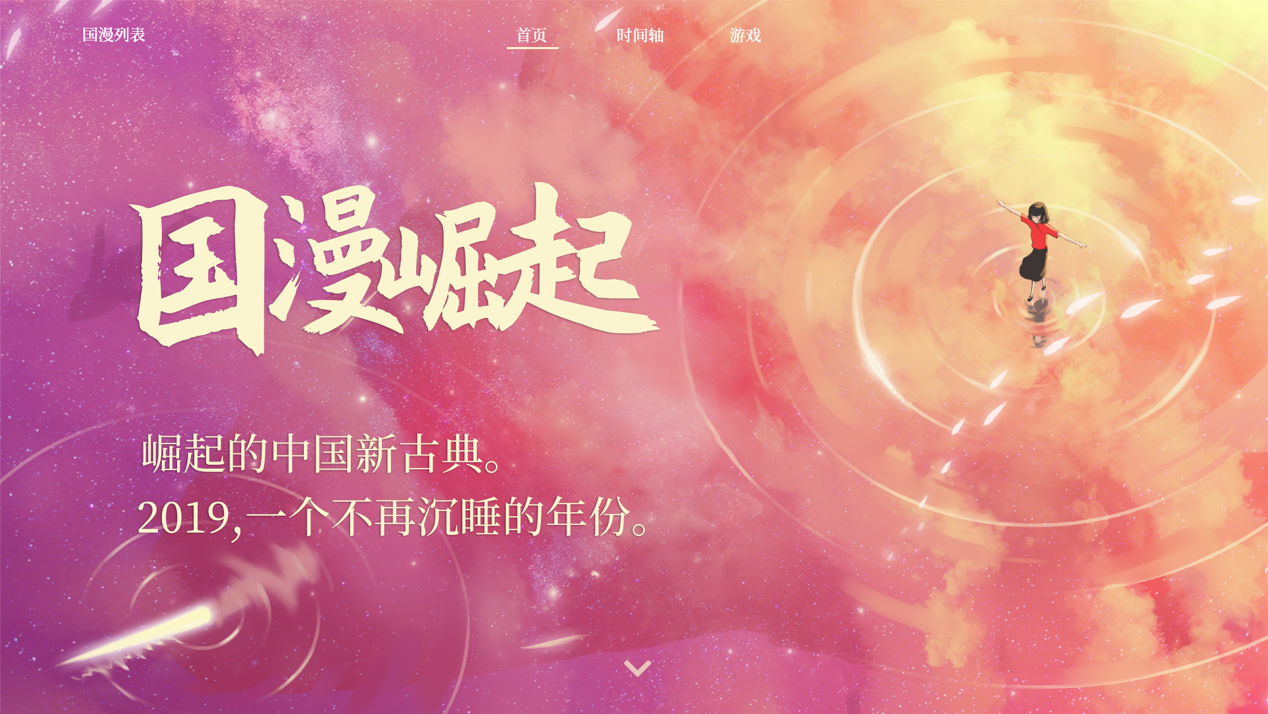 国漫列表
首页
时间轴
游戏
国漫崛起
崛起的中国新古典。
2019,一个不再沉睡的年份。